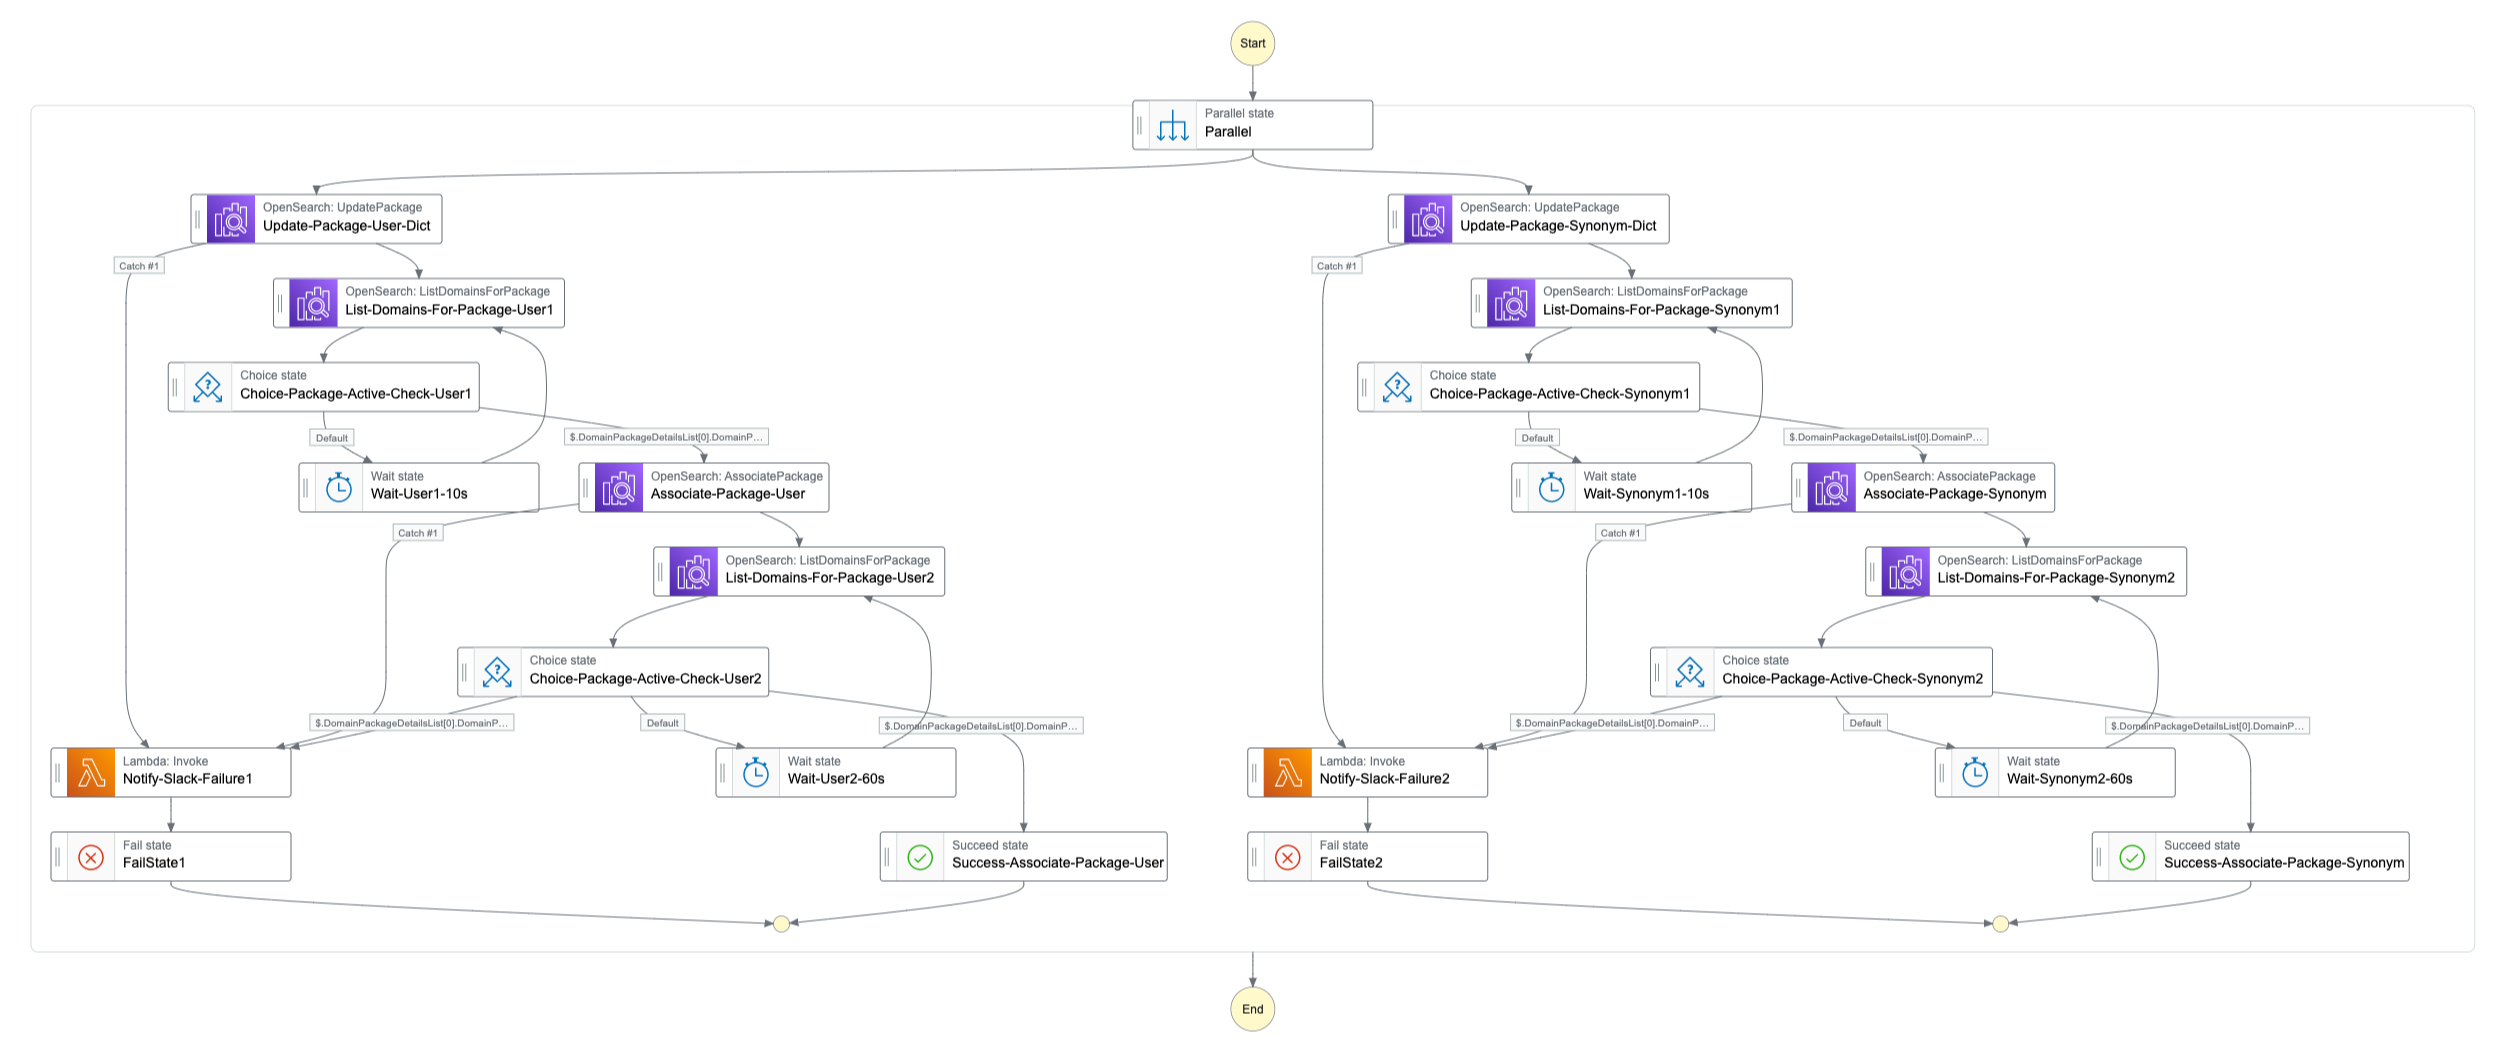 Start
Parallel state
Parallel
OpenSearch: UpdatePackage
Update-Package-User-Dict
Catch #1
OpenSearch: ListDomainsForPackage
List-Domains-For-Package-User1
Choice state
Choice-Package-Active-Check-User1
Default
$.DomainPackageDetailsList[0].DomainP...
Wait state
Wait-User1-10s
OpenSearch: AssociatePackage
Associate-Package-User
Catch #1
OpenSearch: ListDomainsForPackage
List-Domains-For-Package-User2
Choice state
Choice-Package-Active-Check-User2
$.DomainPackageDetailsList[0].DomainP...
Default
$.DomainPackageDetailsList[0].DomainP...
Lambda: Invoke
Notify-Slack-Failure1
Wait state
Wait-User2-60s
Fail state
FailState1
Succeed state
Success-Associate-Package-User
OpenSearch: UpdatePackage
Update-Package-Synonym-Dict
Catch #1
OpenSearch: ListDomainsForPackage
List-Domains-For-Package-Synonym1
Choice state
Choice-Package-Active-Check-Synonym1
Default
$.DomainPackageDetailsList[0].DomainP...
Wait state
Wait-Synonym1-10s
OpenSearch: AssociatePackage
Associate-Package-Synonym
Catch #1
OpenSearch: ListDomainsForPackage
List-Domains-For-Package-Synonym2
Choice state
Choice-Package-Active-Check-Synonym2
$.DomainPackageDetailsList[0].DomainP...
Default
$.DomainPackageDetailsList[0].DomainP...
Lambda: Invoke
Notify-Slack-Failure2
Wait state
Wait-Synonym2-60s
Fail state
FailState2
Succeed state
Success-Associate-Package-Synonym
End